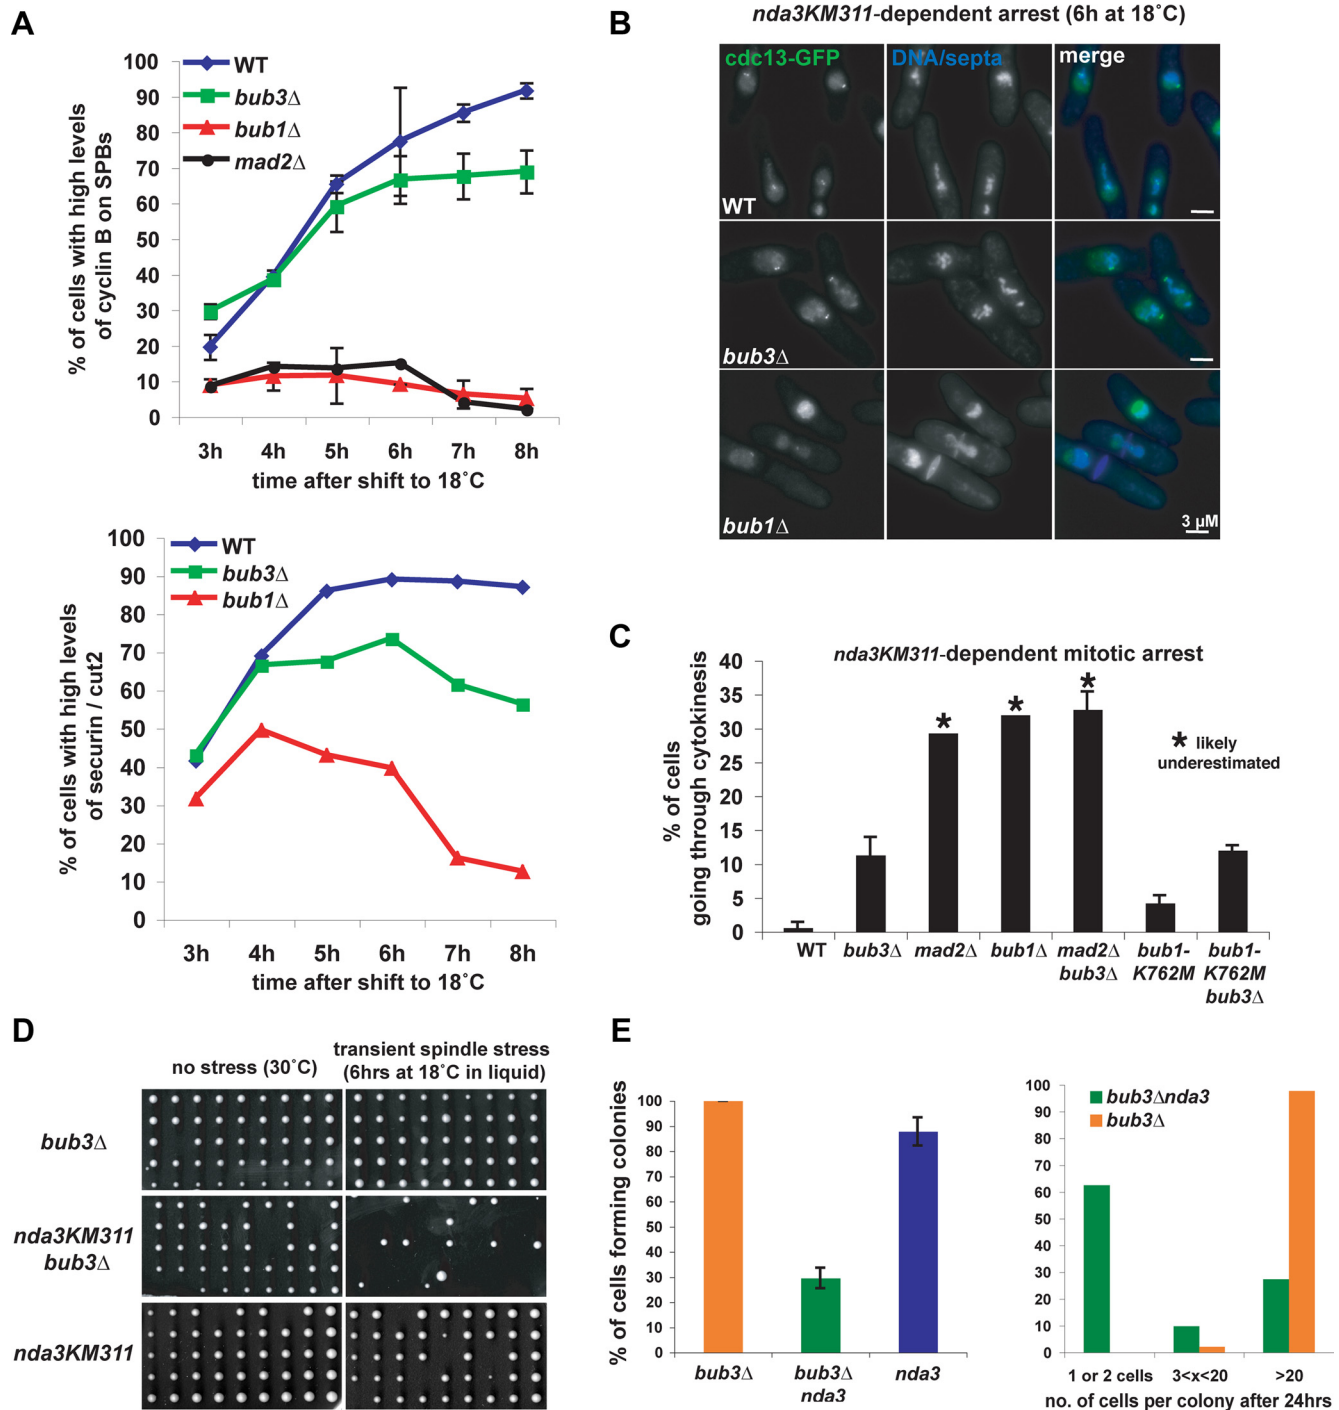 A
100
90
80
70
60
50
40
30
20
10
0
% of cells with high levels
of cyclin B on SPBs
WT
bub3Δ
bub1Δ
mad2Δ
3h 4h 5h 6h 7h 8h
time after shift to 18˚C
100
90
80
70
60
50
40
30
20
10
0
% of cells with high levels
of securin / cut2
WT
bub3Δ
bub1Δ
3h 4h 5h 6h 7h 8h
time after shift to 18˚C
B
nda3KM311-dependent arrest (6h at 18˚C)
cdc13-GFP DNA/septa merge
WT
bub3Δ
bub1Δ
3 µM
C
nda3KM311-dependent mitotic arrest
% of cells
going through cytokinesis
40
35
30
25
20
15
10
5
0
* * *
* likely
underestimated
WT bub3Δ mad2Δ bub1Δ mad2Δ bub1- bub1-
bub3Δ K762M K762M
bub3Δ
D
no stress (30˚C)
transient spindle stress
(6hrs at 18˚C in liquid)
bub3Δ
nda3KM311
bub3Δ
nda3KM311
E
% of cells forming colonies
100
90
80
70
60
50
40
30
20
10
0
bub3Δ bub3Δ nda3
nda3
100
90
80
70
60
50
40
30
20
10
0
bub3Δnda3
bub3Δ
1 or 2 cells 3<x<20 >20
no. of cells per colony after 24hrs